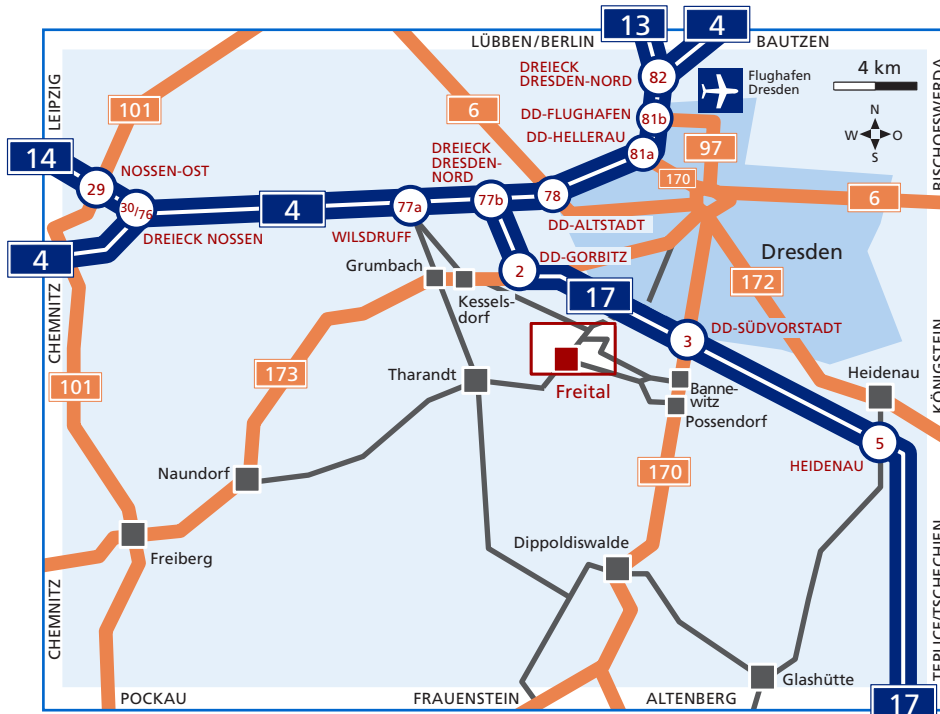 13
4
LÜBBEN/BERLIN
BAUTZEN
LEIPZIG
BISCHOFSWERDA
DREIECK
DRESDEN-NORD
82
Flughafen
Dresden
4 km
101
6
DD-FLUGHAFEN
81b
N
W
O
S
DD-HELLERAU
81a
97
14
NOSSEN-OST
DREIECK
DRESDEN-
NORD
170
29
30/76
4
77a
77b
78
6
DREIECK NOSSEN
WILSDRUFF
DD-ALTSTADT
4
Grumbach
2
DD-GORBITZ
Dresden
Kessels-
dorf
17
172
CHEMNITZ
DD-SÜDVORSTADT
3
KÖNIGSTEIN
101
173
Tharandt
Freital
Banne-
witz
Heidenau
Possendorf
5
HEIDENAU
Naundorf
170
Freiberg
Dippoldiswalde
CHEMNITZ
TEPLICE/TSCHECHIEN
Glashütte
POCKAU
FRAUENSTEIN
ALTENBERG
17